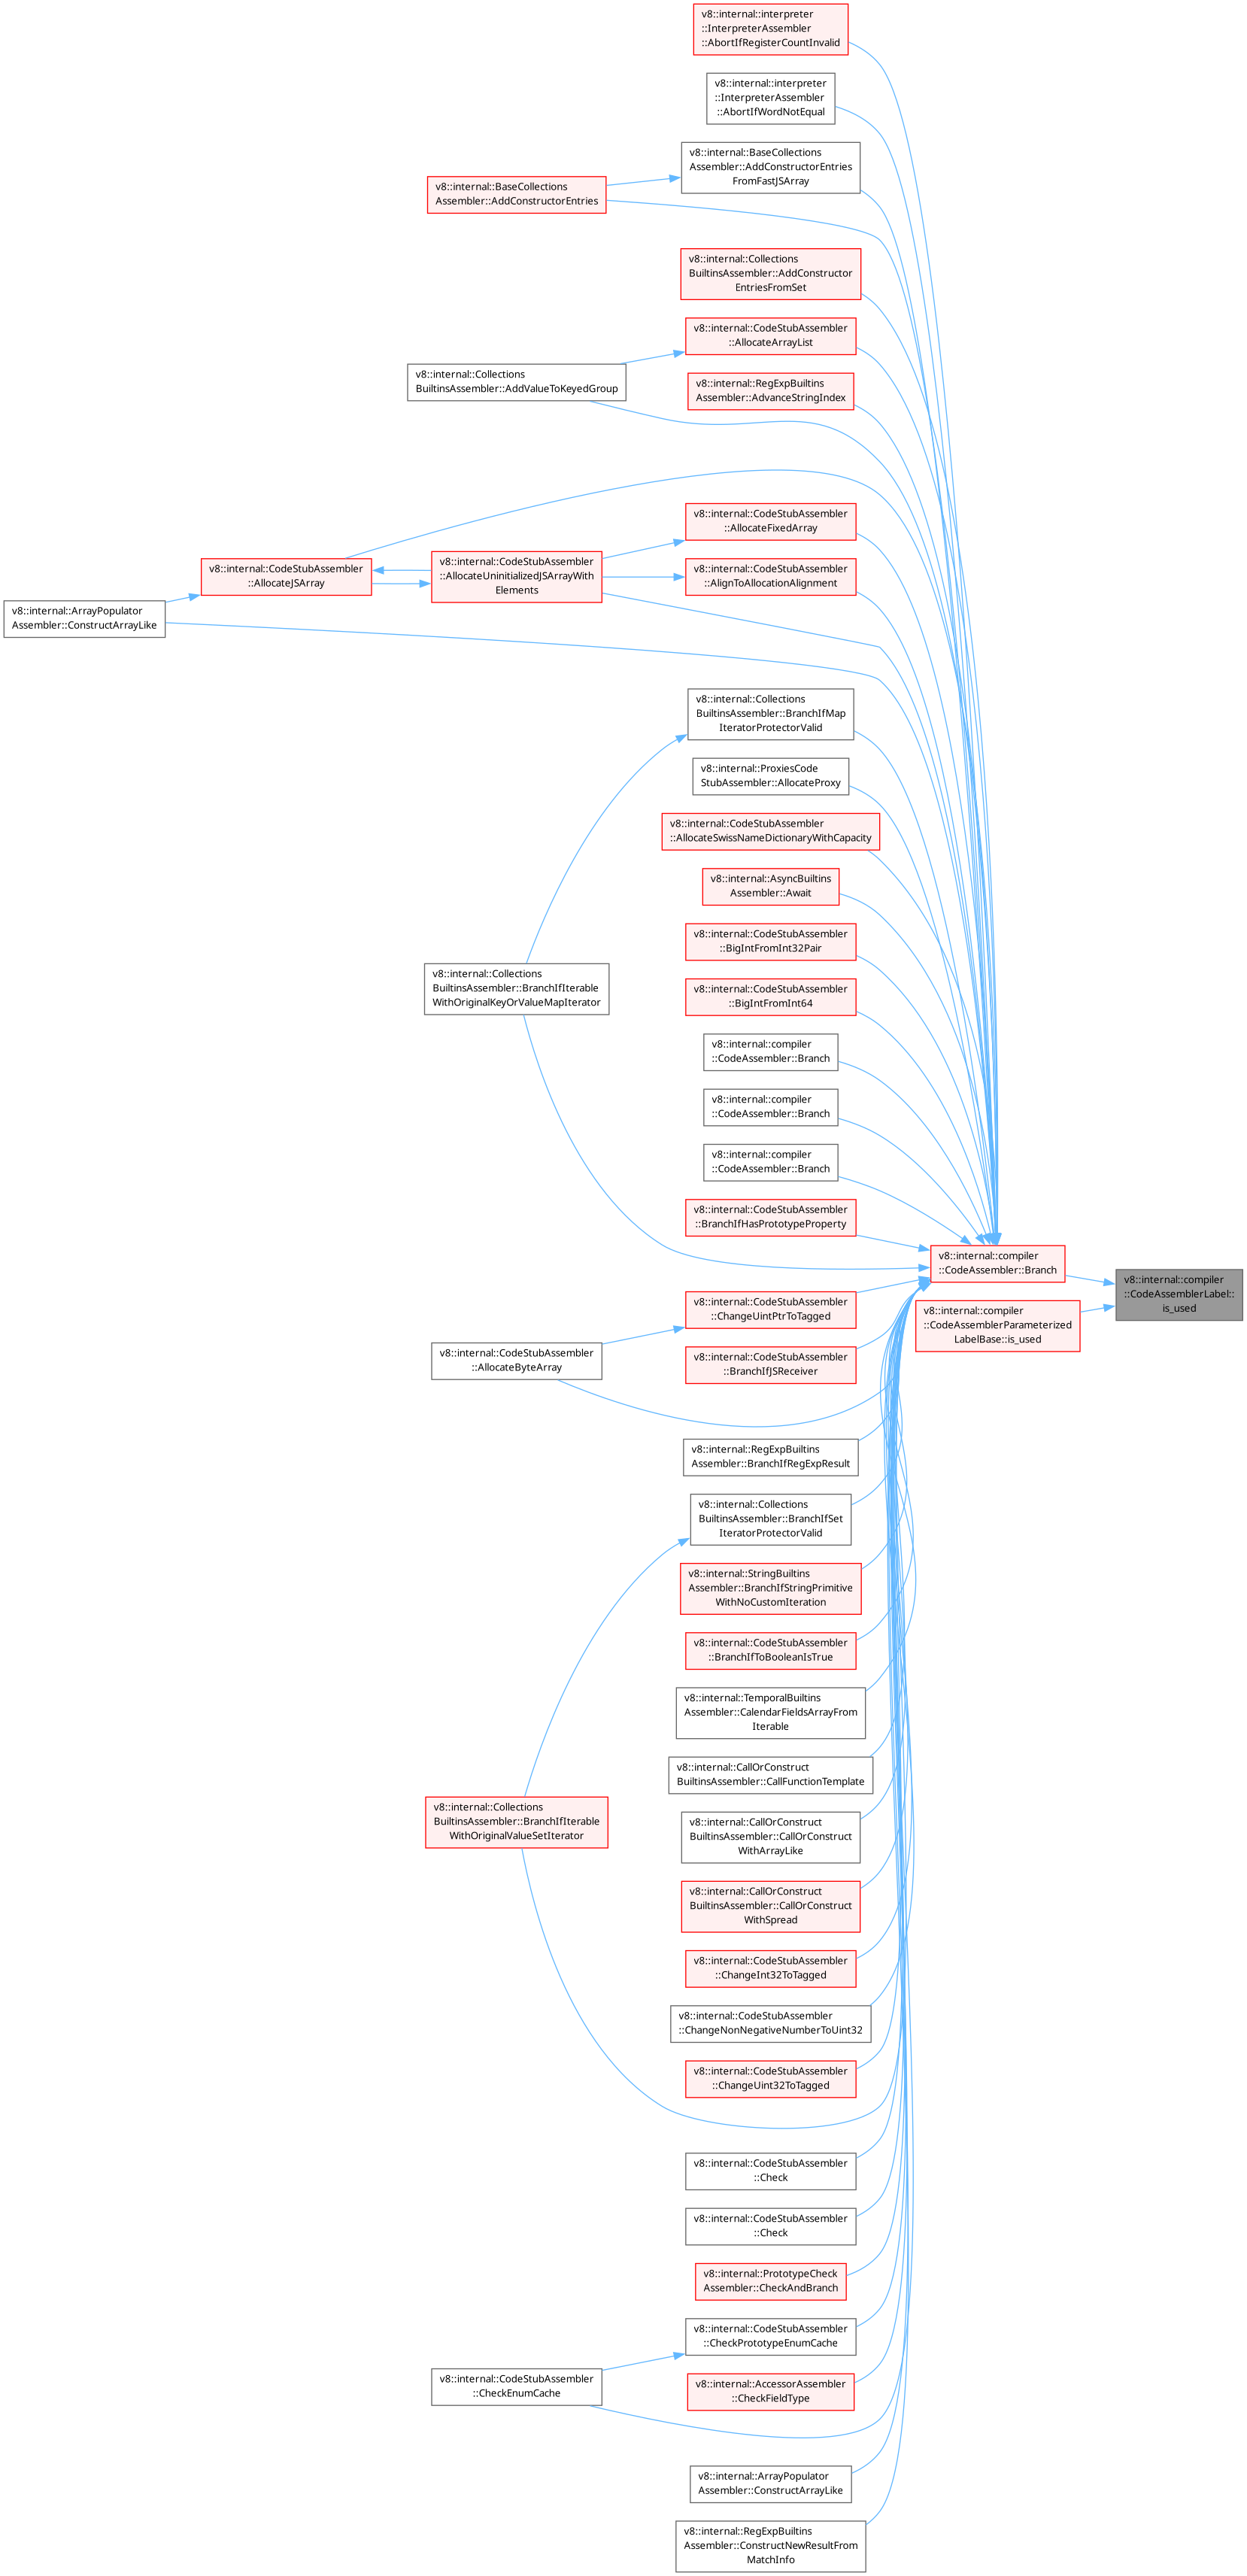 v8::internal::interpreter
::InterpreterAssembler
::AbortIfRegisterCountInvalid
v8::internal::interpreter
::InterpreterAssembler
::AbortIfWordNotEqual
v8::internal::BaseCollections
Assembler::AddConstructorEntries
FromFastJSArray
v8::internal::BaseCollections
Assembler::AddConstructorEntries
v8::internal::Collections
BuiltinsAssembler::AddConstructor
EntriesFromSet
v8::internal::CodeStubAssembler
::AllocateArrayList
v8::internal::Collections
BuiltinsAssembler::AddValueToKeyedGroup
v8::internal::RegExpBuiltins
Assembler::AdvanceStringIndex
v8::internal::CodeStubAssembler
::AllocateFixedArray
v8::internal::CodeStubAssembler
::AllocateJSArray
v8::internal::CodeStubAssembler
::AllocateUninitializedJSArrayWith
Elements
v8::internal::CodeStubAssembler
::AlignToAllocationAlignment
v8::internal::ArrayPopulator
Assembler::ConstructArrayLike
v8::internal::Collections
BuiltinsAssembler::BranchIfMap
IteratorProtectorValid
v8::internal::ProxiesCode
StubAssembler::AllocateProxy
v8::internal::CodeStubAssembler
::AllocateSwissNameDictionaryWithCapacity
v8::internal::AsyncBuiltins
Assembler::Await
v8::internal::CodeStubAssembler
::BigIntFromInt32Pair
v8::internal::Collections
BuiltinsAssembler::BranchIfIterable
WithOriginalKeyOrValueMapIterator
v8::internal::CodeStubAssembler
::BigIntFromInt64
v8::internal::compiler
::CodeAssembler::Branch
v8::internal::compiler
::CodeAssembler::Branch
v8::internal::compiler
::CodeAssembler::Branch
v8::internal::CodeStubAssembler
::BranchIfHasPrototypeProperty
v8::internal::compiler
::CodeAssembler::Branch
v8::internal::compiler
::CodeAssemblerLabel::
is_used
v8::internal::CodeStubAssembler
::ChangeUintPtrToTagged
v8::internal::compiler
::CodeAssemblerParameterized
LabelBase::is_used
v8::internal::CodeStubAssembler
::AllocateByteArray
v8::internal::CodeStubAssembler
::BranchIfJSReceiver
v8::internal::RegExpBuiltins
Assembler::BranchIfRegExpResult
v8::internal::Collections
BuiltinsAssembler::BranchIfSet
IteratorProtectorValid
v8::internal::StringBuiltins
Assembler::BranchIfStringPrimitive
WithNoCustomIteration
v8::internal::CodeStubAssembler
::BranchIfToBooleanIsTrue
v8::internal::TemporalBuiltins
Assembler::CalendarFieldsArrayFrom
Iterable
v8::internal::CallOrConstruct
BuiltinsAssembler::CallFunctionTemplate
v8::internal::Collections
BuiltinsAssembler::BranchIfIterable
WithOriginalValueSetIterator
v8::internal::CallOrConstruct
BuiltinsAssembler::CallOrConstruct
WithArrayLike
v8::internal::CallOrConstruct
BuiltinsAssembler::CallOrConstruct
WithSpread
v8::internal::CodeStubAssembler
::ChangeInt32ToTagged
v8::internal::CodeStubAssembler
::ChangeNonNegativeNumberToUint32
v8::internal::CodeStubAssembler
::ChangeUint32ToTagged
v8::internal::CodeStubAssembler
::Check
v8::internal::CodeStubAssembler
::Check
v8::internal::PrototypeCheck
Assembler::CheckAndBranch
v8::internal::CodeStubAssembler
::CheckPrototypeEnumCache
v8::internal::CodeStubAssembler
::CheckEnumCache
v8::internal::AccessorAssembler
::CheckFieldType
v8::internal::ArrayPopulator
Assembler::ConstructArrayLike
v8::internal::RegExpBuiltins
Assembler::ConstructNewResultFrom
MatchInfo